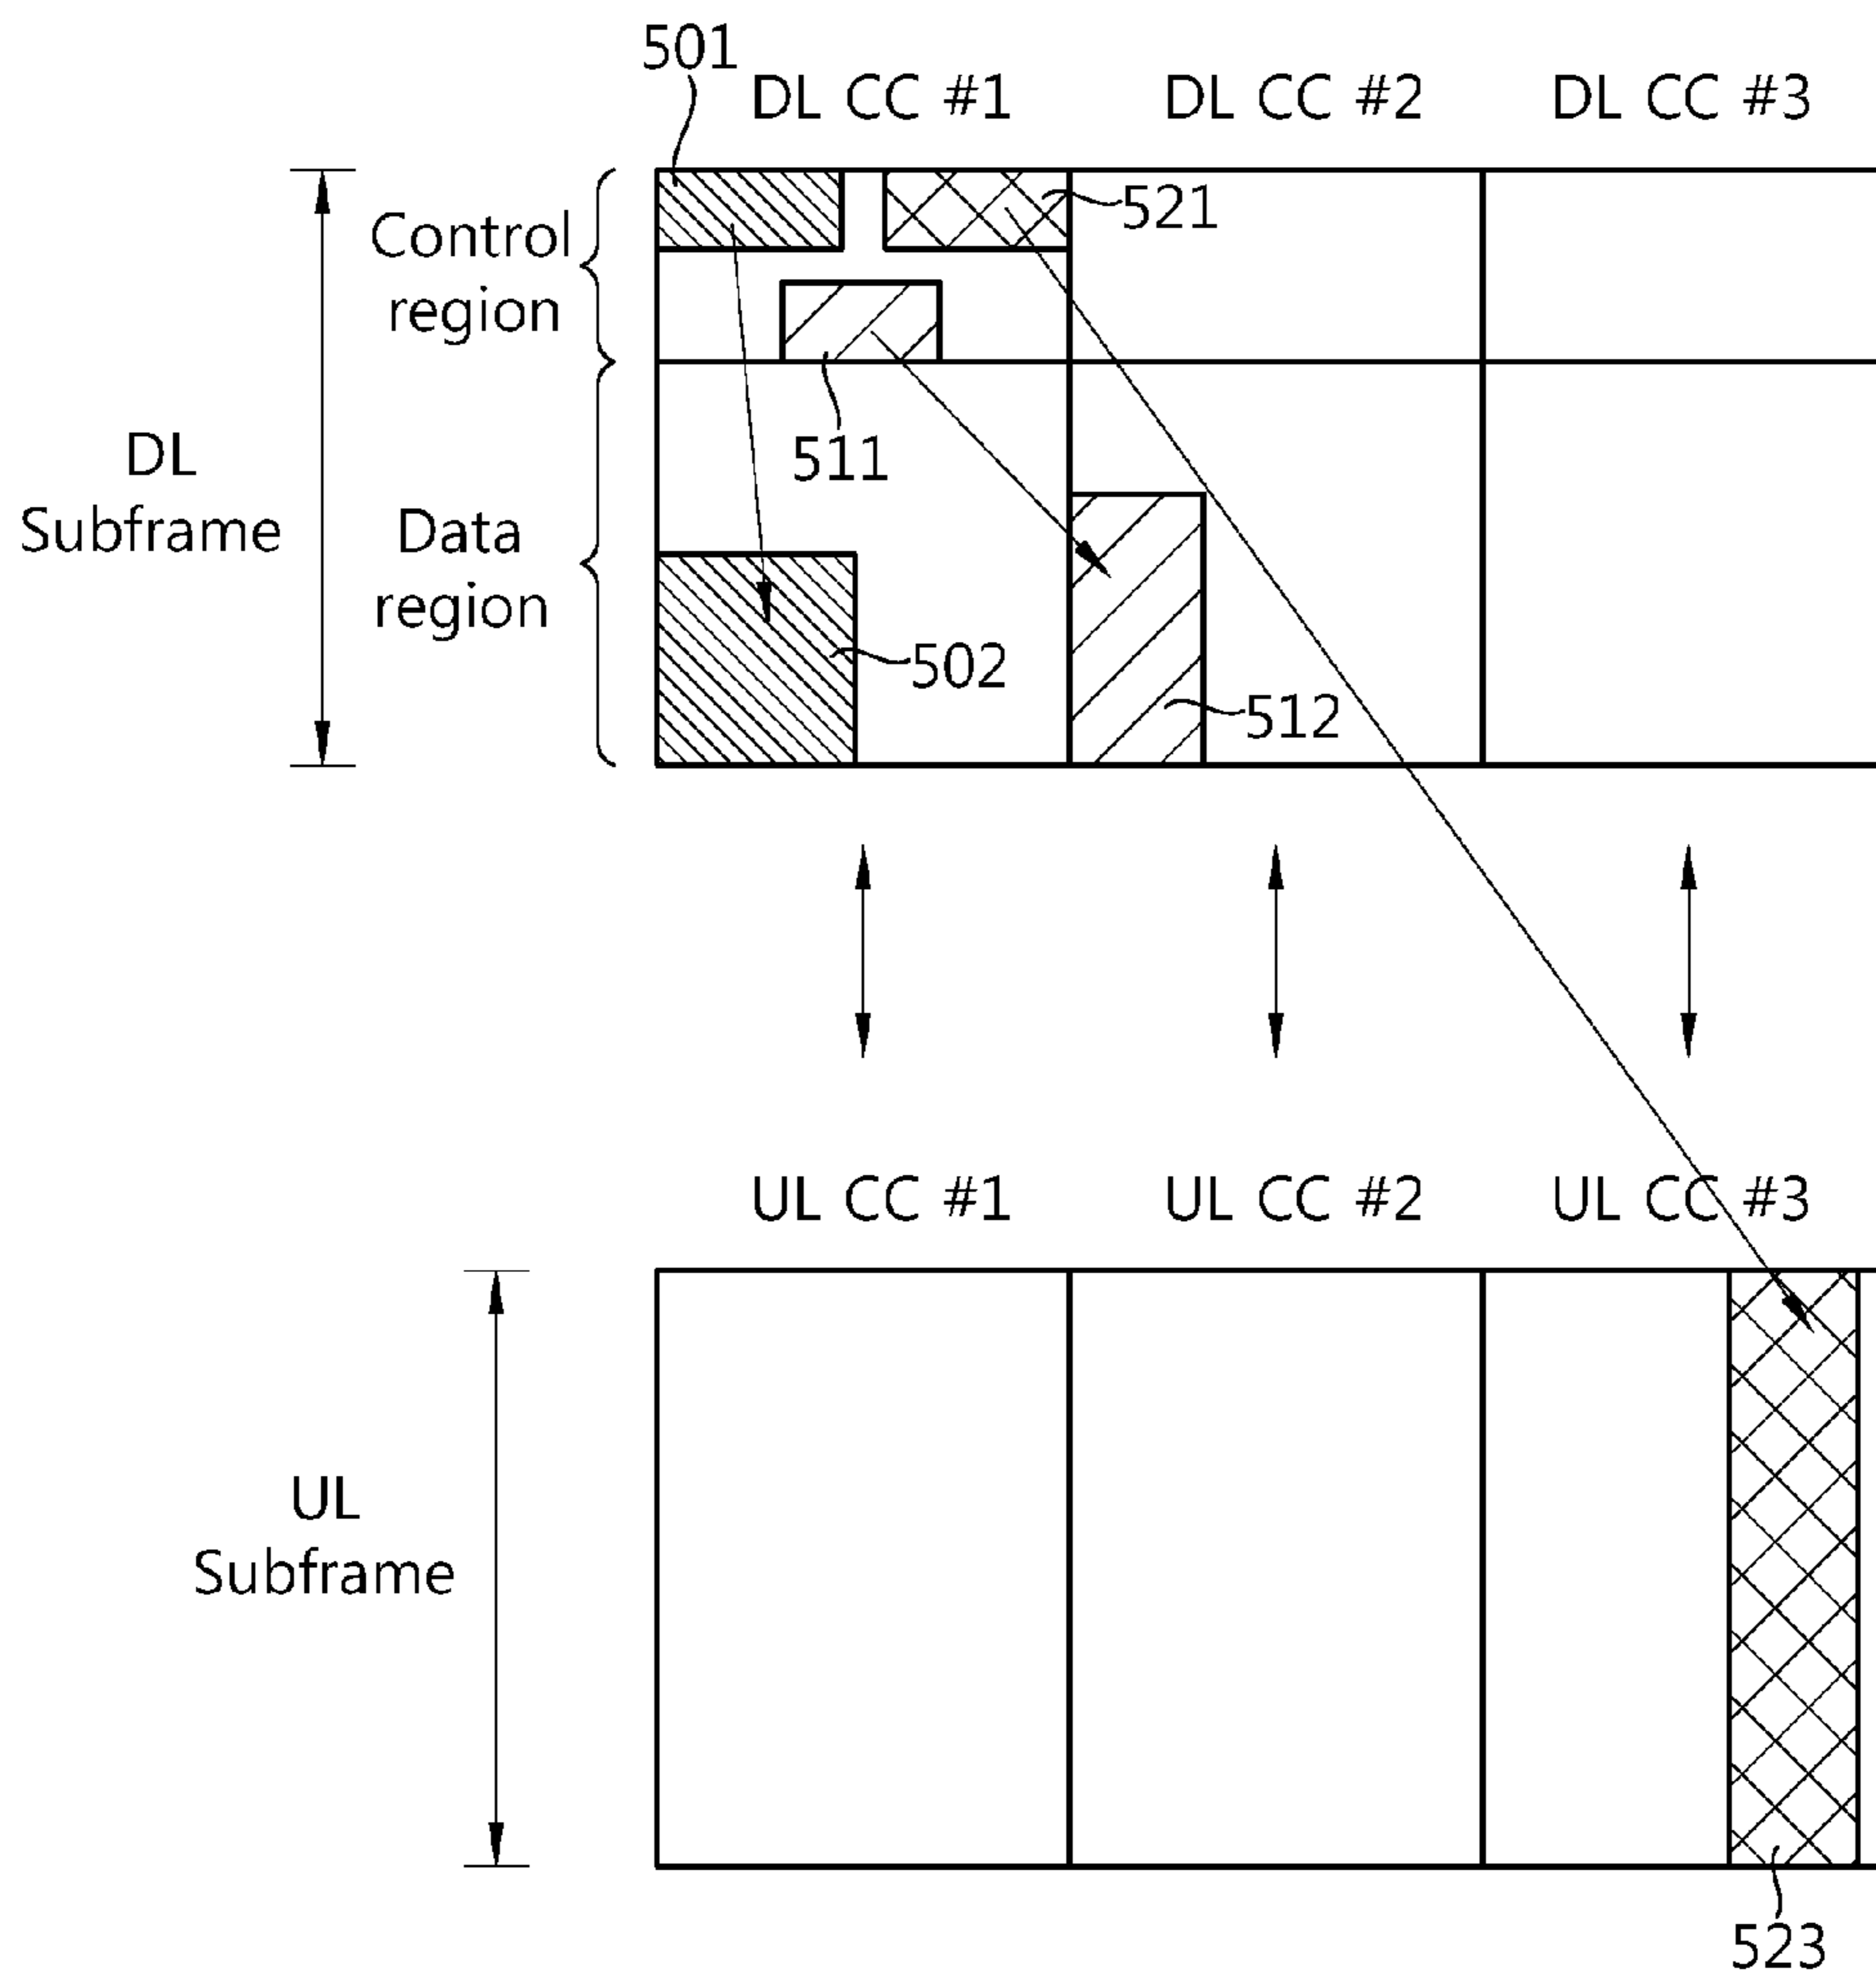 501
DL CC #1
DL CC #2
DL CC #3
521
Control
region
511
DL
Subframe
Data
region
502
512
UL CC #1
UL CC #2
UL CC #3
UL
Subframe
523